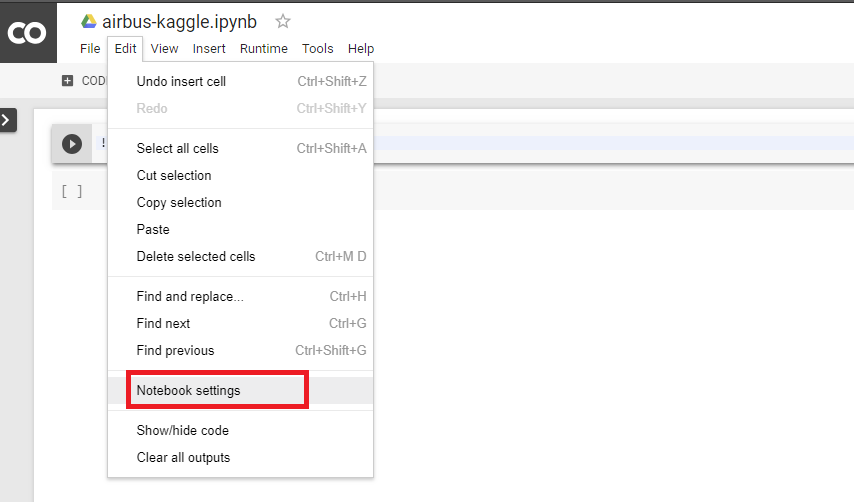 CO airbus-kaggle.ipynb
File Edit View Insert Runtime Tools Help
CODE
Undo insert cell Ctrl+Shift+Z
Redo Ctrl+Shift+Y
!
Select all cells Ctrl+Shift+A
Cut selection
[ ]
Copy selection
Paste
Delete selected cells Ctrl+M D
Find and replace... Ctrl+H
Find next Ctrl+G
Find previous Ctrl+Shift+G
Notebook settings
Show/hide code
Clear all outputs